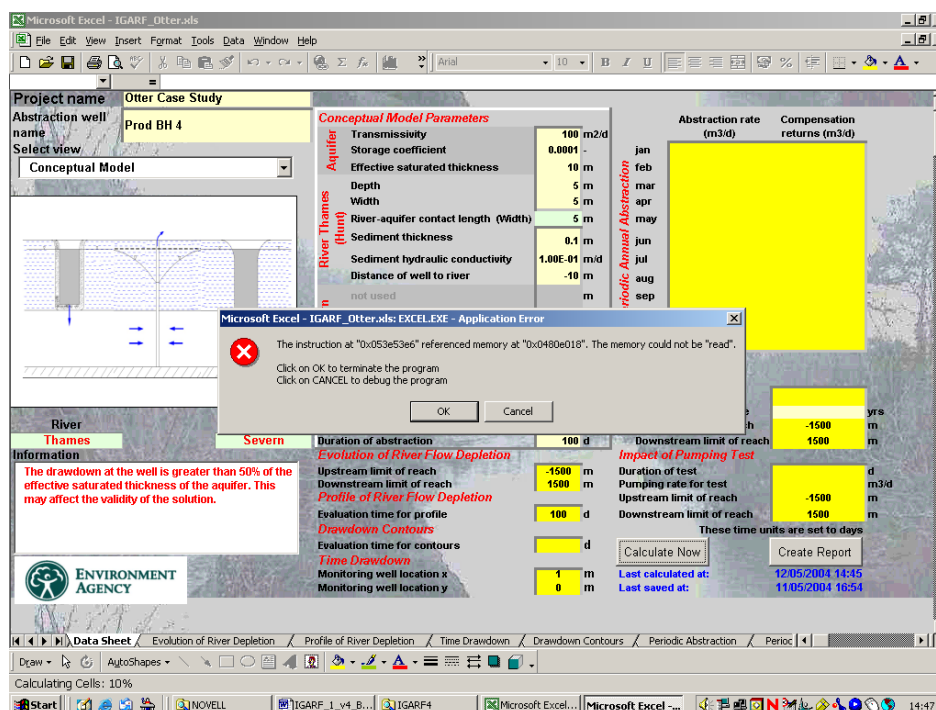 Microsoft Excel - IGARF_Otter.xls
File Edit View Insert Format Tools Data Window Help
Arial 10 B I U
=
Project name Otter Case Study
Abstraction well name Prod BH 4
Select view
Conceptual Model
Conceptual Model Parameters
Aquifer
Transmissivity 100 m2/d
Storage coefficient 0.0001 -
Effective saturated thickness 10 m
River Thames (Hunt)
Depth 5 m
Width 5 m
River-aquifer contact length (Width) 5 m
Sediment thickness 0.1 m
Sediment hydraulic conductivity 1.00E-01 m/d
Distance of well to river -10 m
not used m
Abstraction rate (m3/d)
Compensation returns (m3/d)
Periodic Annual Abstraction
jan
feb
mar
apr
may
jun
jul
aug
sep
Microsoft Excel - IGARF_Otter.xls: EXCEL.EXE - Application Error
The instruction at "0x053e53e6" referenced memory at "0x0480e018". The memory could not be "read".
Click on OK to terminate the program
Click on CANCEL to debug the program
OK Cancel
yrs
-1500 m
Downstream limit of reach 1500 m
River
Thames Severn
Information
The drawdown at the well is greater than 50% of the
effective saturated thickness of the aquifer. This
may affect the validity of the solution.
ENVIRONMENT
AGENCY
Duration of abstraction 100 d
Evolution of River Flow Depletion
Upstream limit of reach -1500 m
Downstream limit of reach 1500 m
Profile of River Flow Depletion
Evaluation time for profile 100 d
Drawdown Contours
Evaluation time for contours d
Time Drawdown
Monitoring well location x 1 m
Monitoring well location y 0 m
Impact of Pumping Test
Duration of test d
Pumping rate for test m3/d
Upstream limit of reach -1500 m
Downstream limit of reach 1500 m
These time units are set to days
Calculate Now Create Report
Last calculated at: 12/05/2004 14:45
Last saved at: 11/05/2004 16:54
Data Sheet Evolution of River Depletion Profile of River Depletion Time Drawdown Drawdown Contours Periodic Abstraction Perioc
Draw AutoShapes
Calculating Cells: 10%
Start NOVELL IGARF_1_v4_B... IGARF4 Microsoft Excel... Microsoft Excel -... 14:47